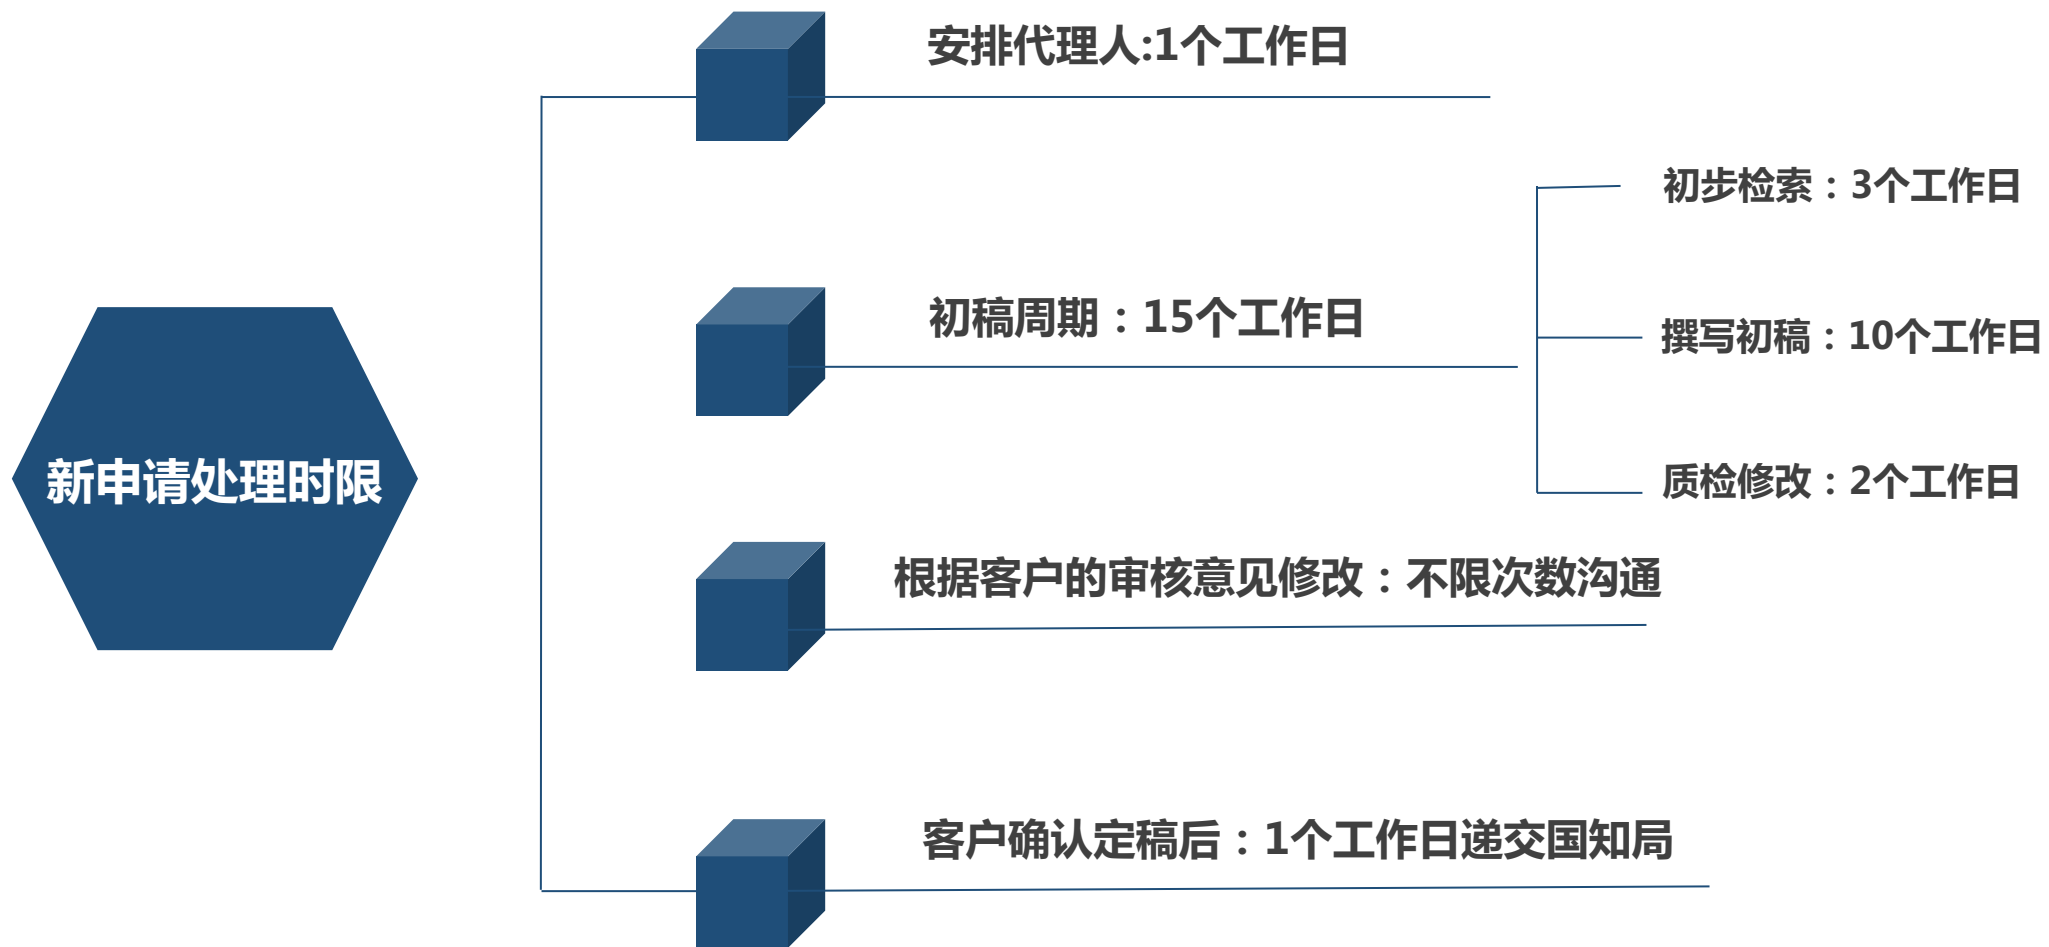 新申请处理时限
安排代理人:1个工作日
初稿周期：15个工作日
初步检索：3个工作日
撰写初稿：10个工作日
质检修改：2个工作日
根据客户的审核意见修改：不限次数沟通
客户确认定稿后：1个工作日递交国知局